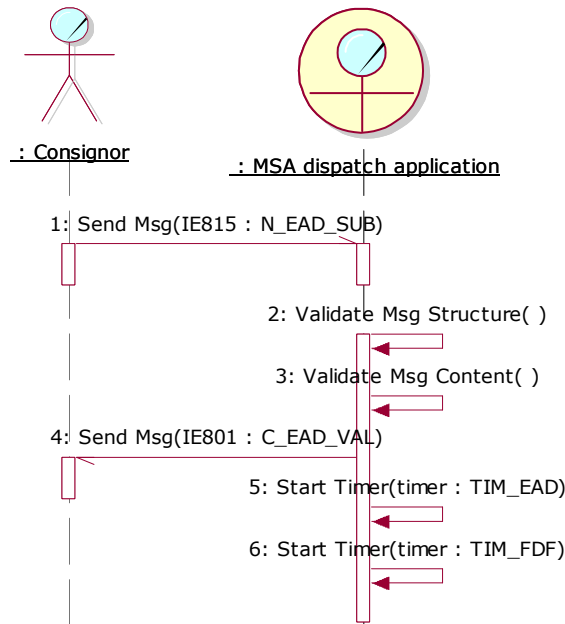 : Consignor
: MSA dispatch application
1: Send Msg(IE815 : N_EAD_SUB)
2: Validate Msg Structure( )
3: Validate Msg Content( )
4: Send Msg(IE801 : C_EAD_VAL)
5: Start Timer(timer : TIM_EAD)
6: Start Timer(timer : TIM_FDF)